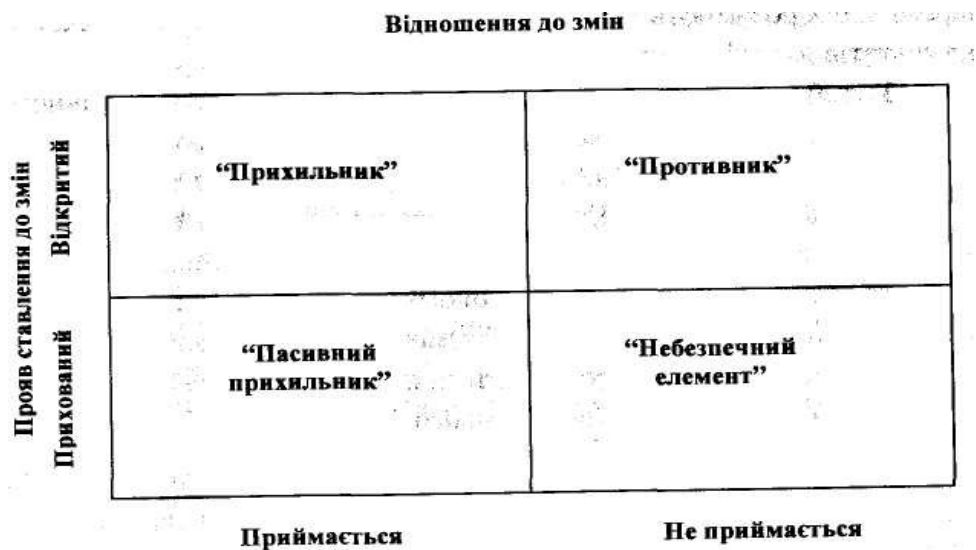 Відношення до змін
Прояв ставлення до змін
Відкритий
“Прихильник”
“Противник”
Прихований
“Пасивний
прихильник”
“Небезпечний
елемент”
Приймається
Не приймається